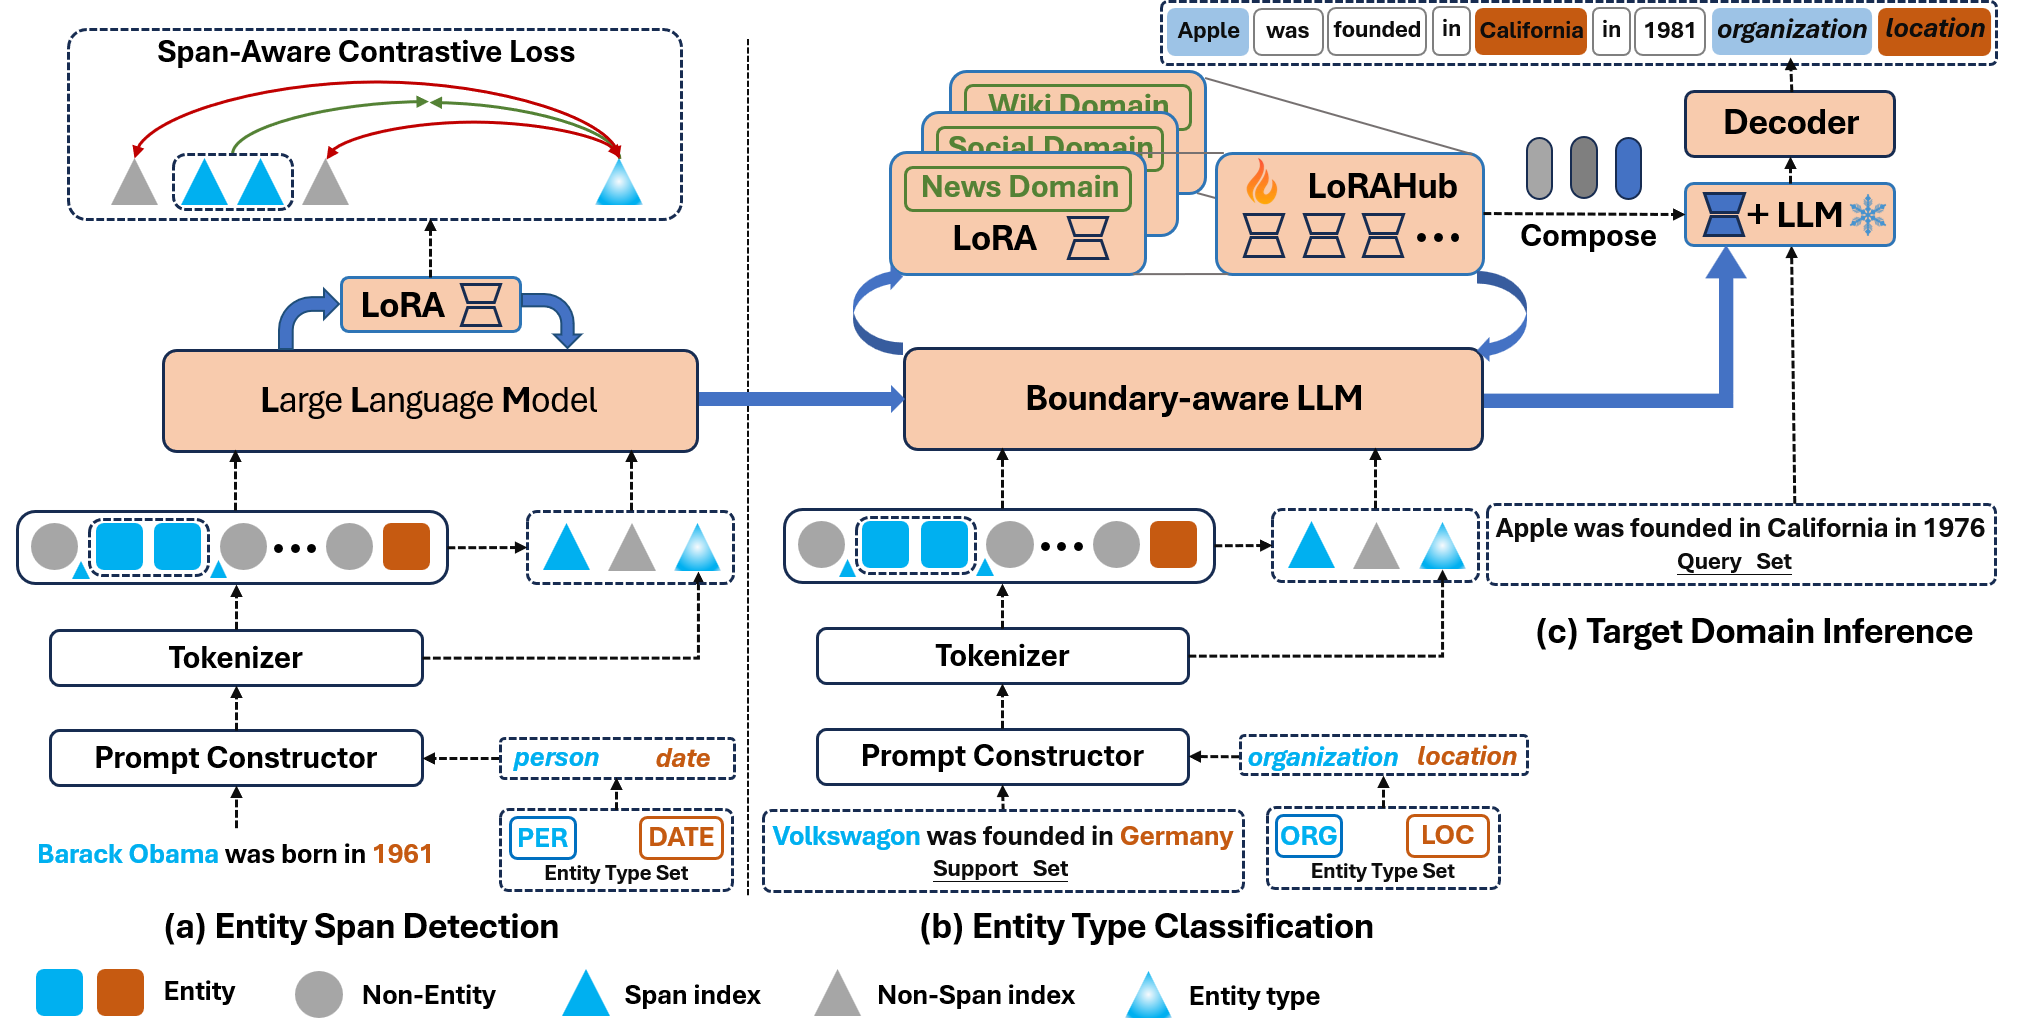 Span-Aware Contrastive Loss
LoRA
Large Language Model
Tokenizer
Prompt Constructor
person date
PER DATE
Entity Type Set
Barack Obama was born in 1961
(a) Entity Span Detection
Wiki Domain
Social Domain
News Domain
LoRA
LoRAHub
Compose
Boundary-aware LLM
Tokenizer
Prompt Constructor
organization location
ORG LOC
Entity Type Set
Volkswagon was founded in Germany
Support Set
(b) Entity Type Classification
Apple was founded in California in 1981 organization location
Decoder
+ LLM
Apple was founded in California in 1976
Query Set
(c) Target Domain Inference
Entity Non-Entity Span index Non-Span index Entity type